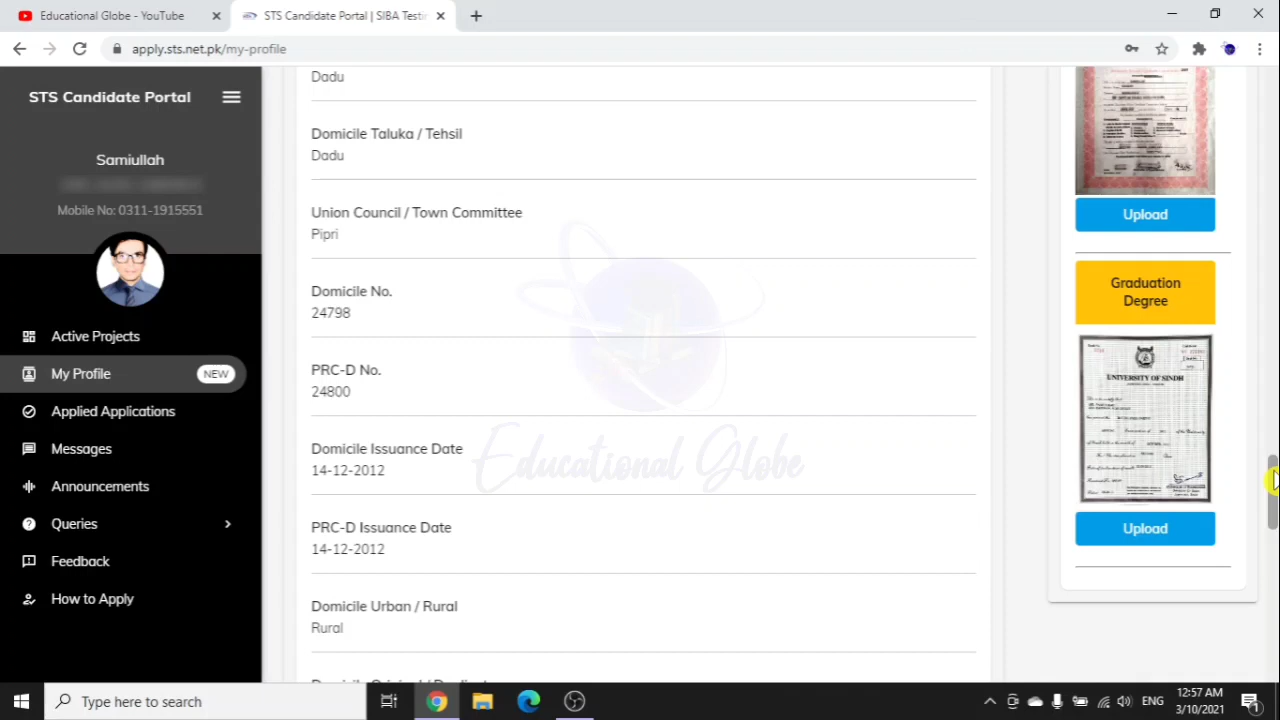 Educational Globe - YouTube
STS Candidate Portal | SIBA Testi
apply.sts.net.pk/my-profile
STS Candidate Portal
Samiullah
Mobile No: 0311-1915551
Active Projects
My Profile
NEW
Applied Applications
Messages
Announcements
Queries
Feedback
How to Apply
Dadu
Domicile Taluka / Tehsil
Dadu
Union Council / Town Committee
Pipri
Domicile No.
24798
PRC-D No.
24800
Domicile Issuance Date
14-12-2012
PRC-D Issuance Date
14-12-2012
Domicile Urban / Rural
Rural
Upload
Graduation
Degree
UNIVERSITY OF SINDH
Upload
Type here to search
ENG
12:57 AM
3/10/2021
1